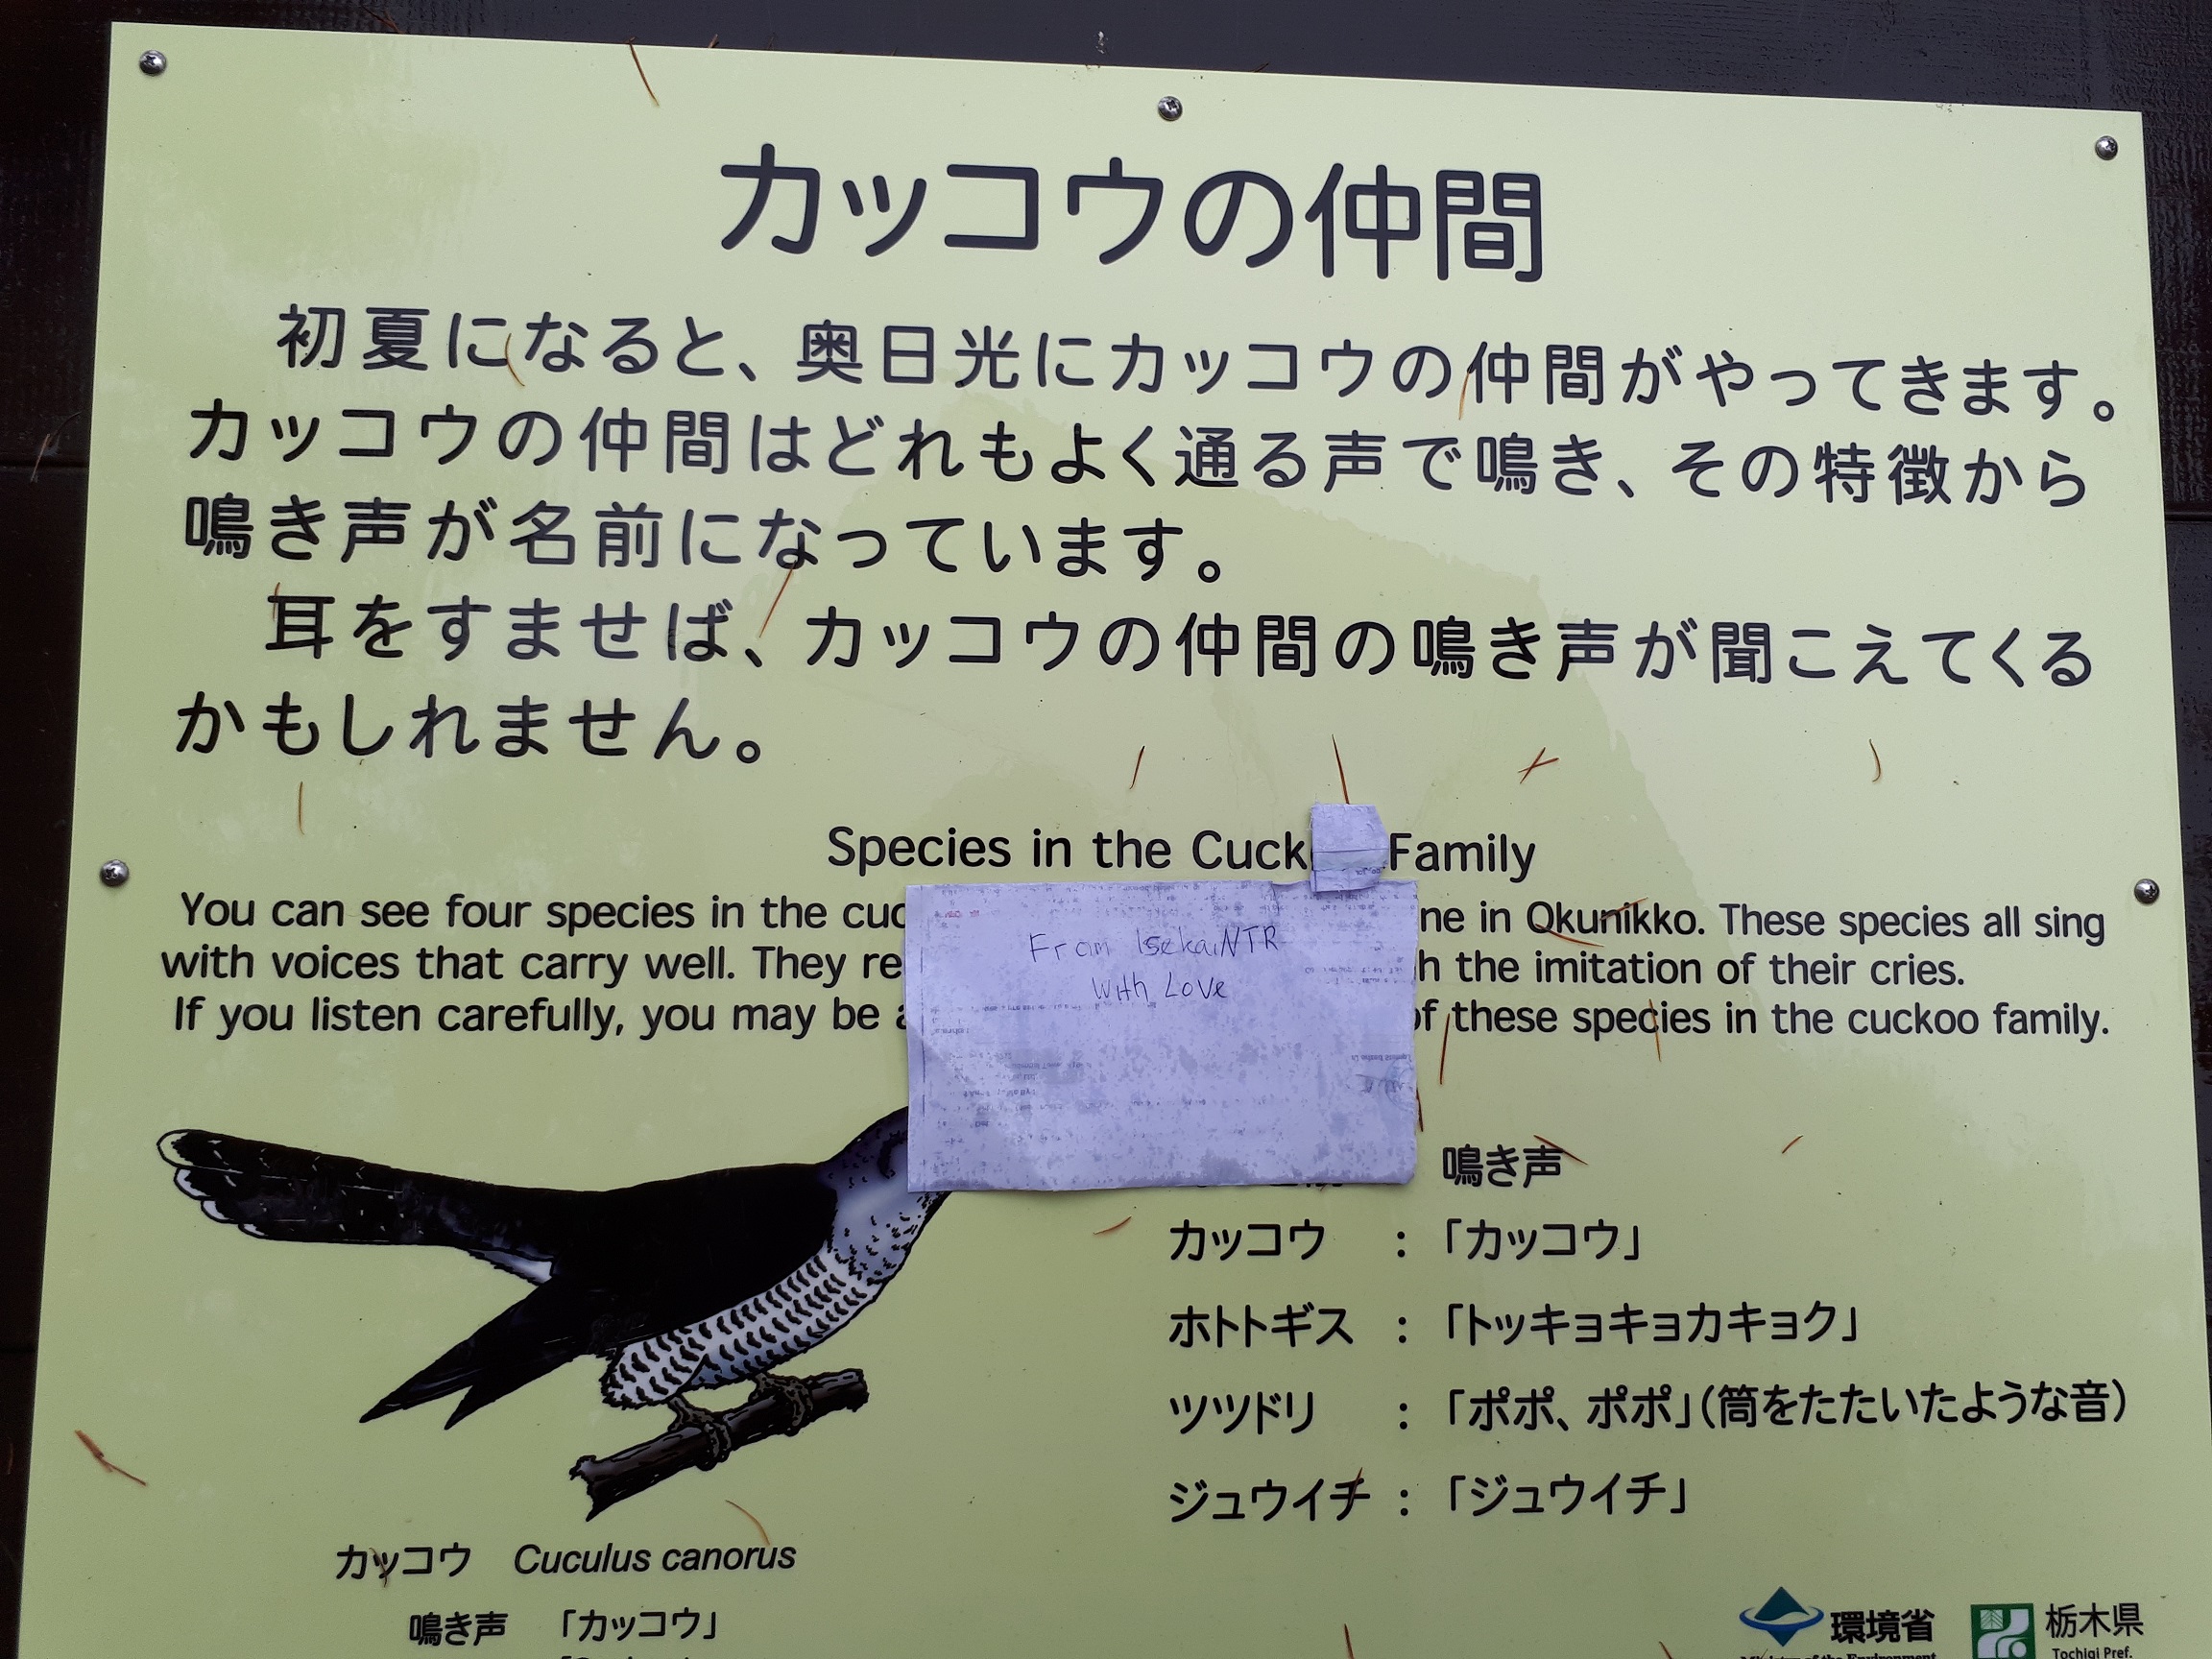 カッコウの仲間
初夏になると、奥日光にカッコウの仲間がやってきます。
カッコウの仲間はどれもよく通る声で鳴き、その特徴から
鳴き声が名前になっています。
耳をすませば、カッコウの仲間の鳴き声が聞こえてくる
かもしれません。
Species in the Cuck Family
You can see four species in the cuc ne in Okunikko. These species all sing
with voices that carry well. They re h the imitation of their cries.
If you listen carefully, you may be a of these species in the cuckoo family.
From IsekaiNTR
With Love
鳴き声
カッコウ : 「カッコウ」
ホトトギス : 「トッキョキョカキョク」
ツツドリ : 「ポポ、ポポ」(筒をたたいたような音)
ジュウイチ : 「ジュウイチ」
カッコウ Cuculus canorus
鳴き声 「カッコウ」
環境省
Ministry of the Environment
栃木県
Tochigi Pref.